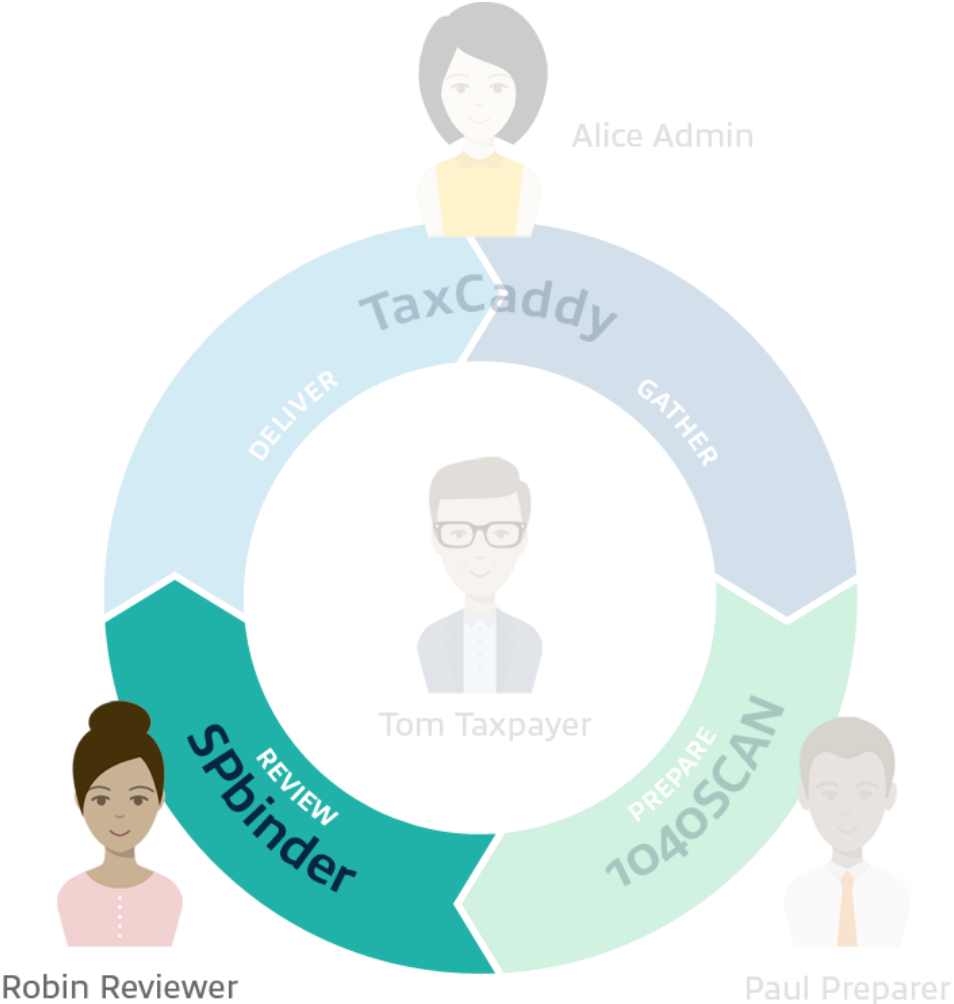 Alice Admin
TaxCaddy
DELIVER
GATHER
Tom Taxpayer
REVIEW
SPbinder
PREPARE
1040SCAN
Robin Reviewer
Paul Preparer